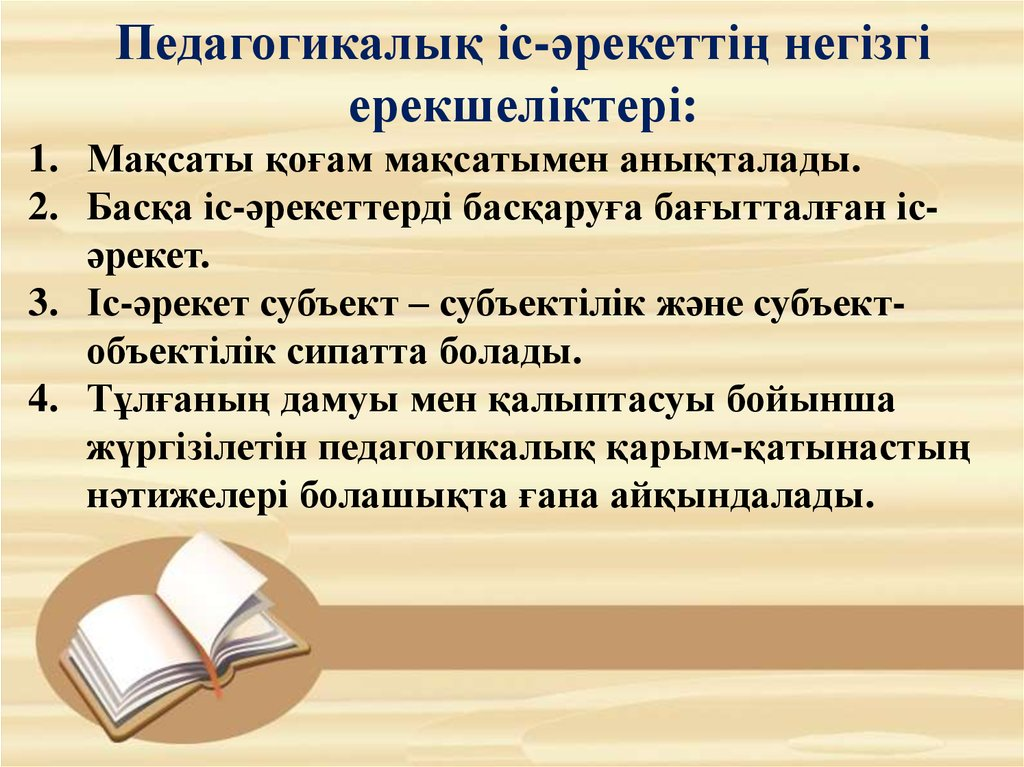 Педагогикалық іс-әрекеттің негізгі
ерекшеліктері:
1. Мақсаты қоғам мақсатымен анықталады.
2. Басқа іс-әрекеттерді басқаруға бағытталған іс-
әрекет.
3. Іс-әрекет субъект – субъектілік және субъект-
объектілік сипатта болады.
4. Тұлғаның дамуы мен қалыптасуы бойынша
жүргізілетін педагогикалық қарым-қатынастың
нәтижелері болашықта ғана айқындалады.